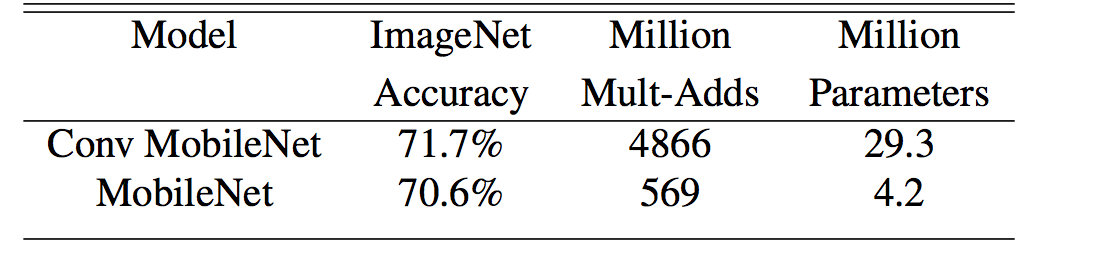 Model ImageNet Million Million
Accuracy Mult-Adds Parameters
Conv MobileNet 71.7% 4866 29.3
MobileNet 70.6% 569 4.2